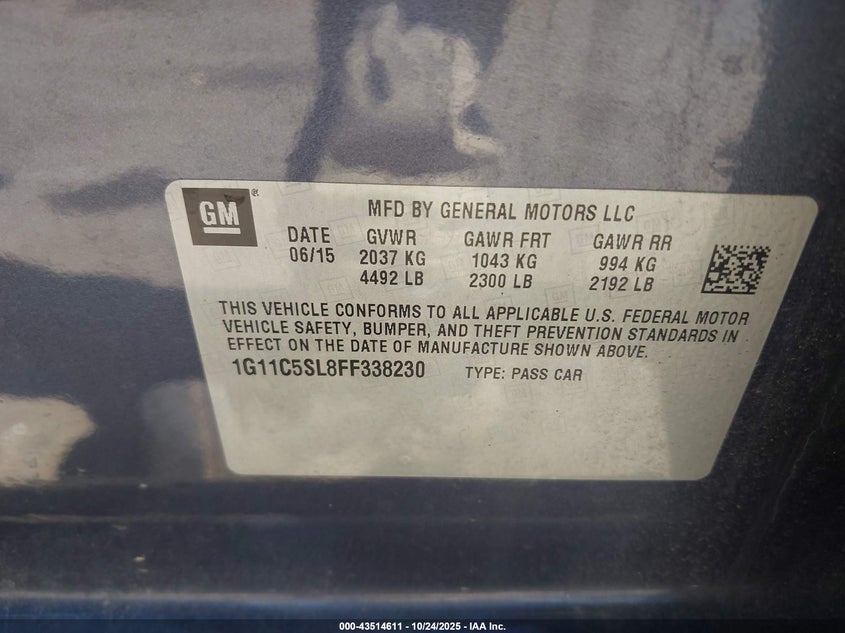 GM®
MFD BY GENERAL MOTORS LLC
DATE GVWR GAWR FRT GAWR RR
06/15 2037 KG 1043 KG 994 KG
4492 LB 2300 LB 2192 LB
THIS VEHICLE CONFORMS TO ALL APPLICABLE U.S. FEDERAL MOTOR
VEHICLE SAFETY, BUMPER, AND THEFT PREVENTION STANDARDS IN
EFFECT ON THE DATE OF MANUFACTURE SHOWN ABOVE.
1G11C5SL8FF338230 TYPE: PASS CAR
000-43514611 - 10/24/2025 - IAA Inc.